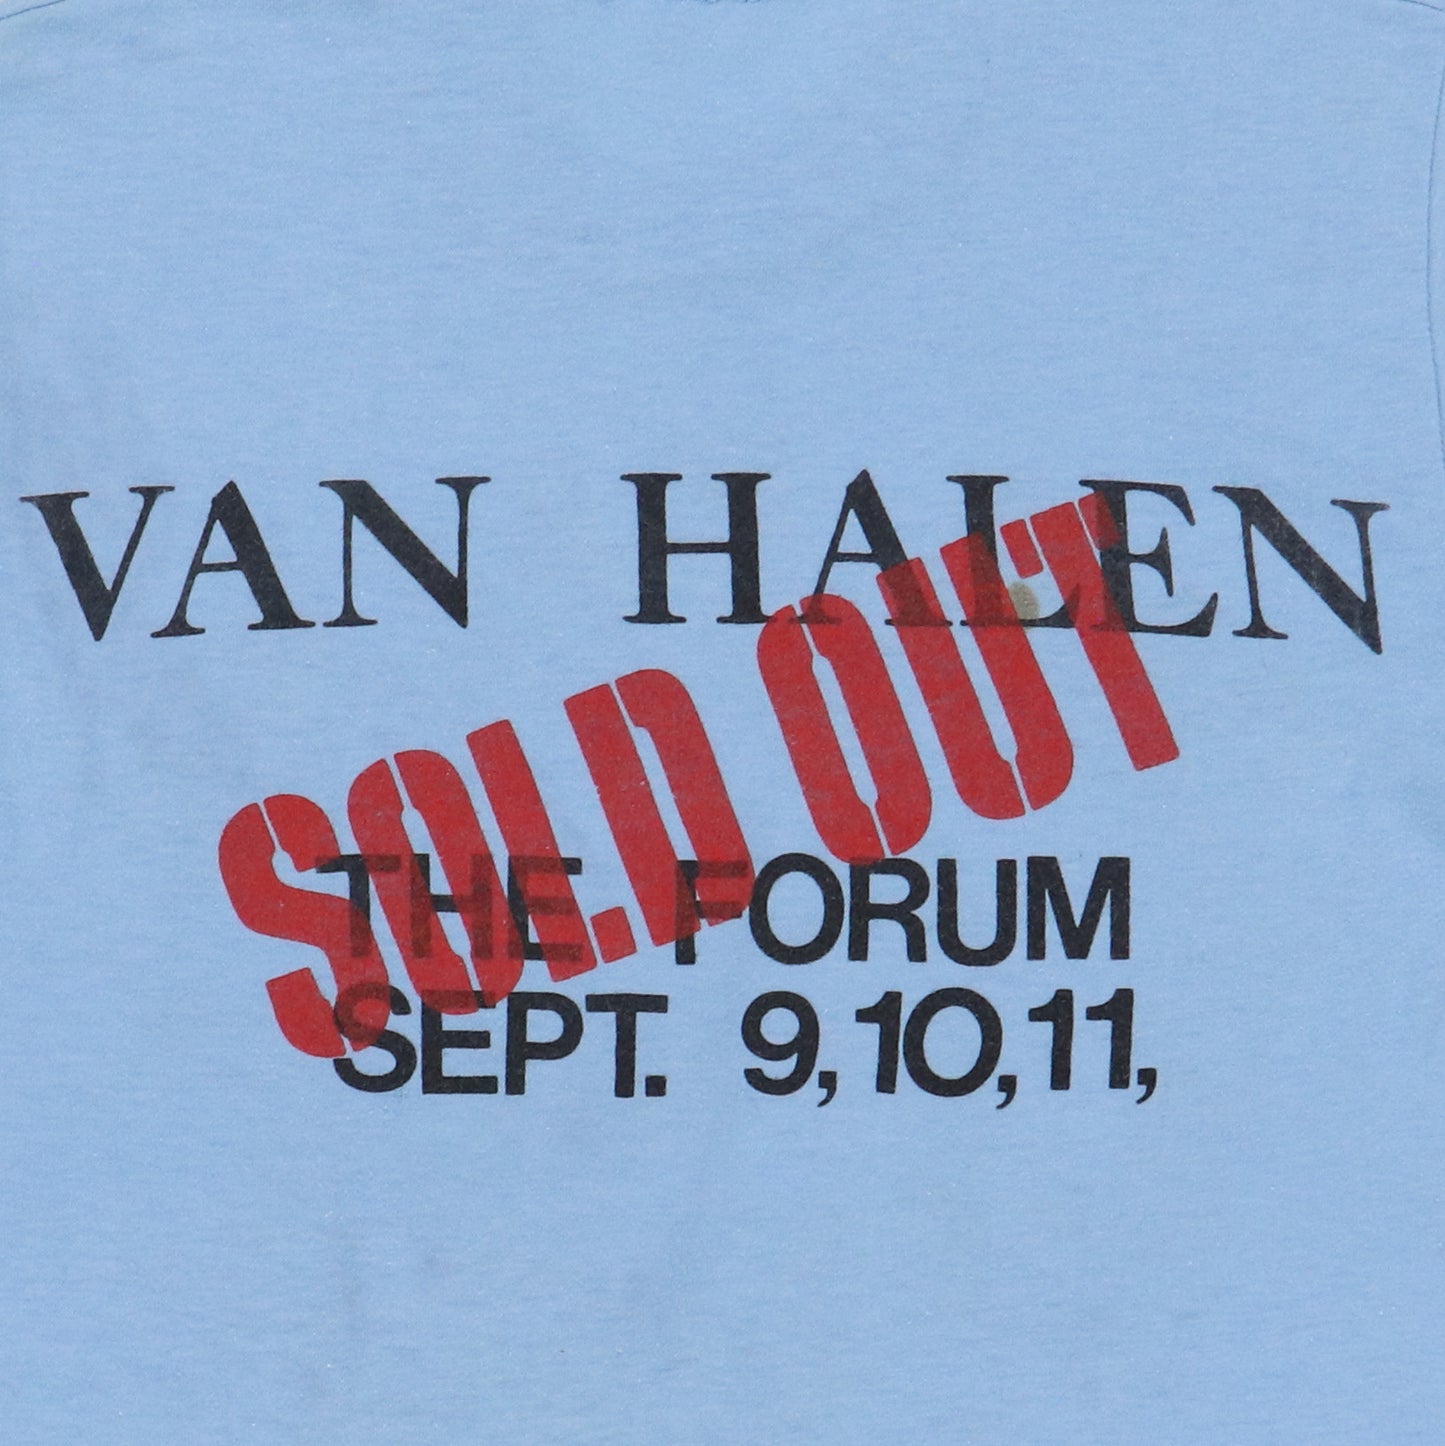 VAN HALEN
SOLD OUT
THE FORUM
SEPT. 9,10,11,